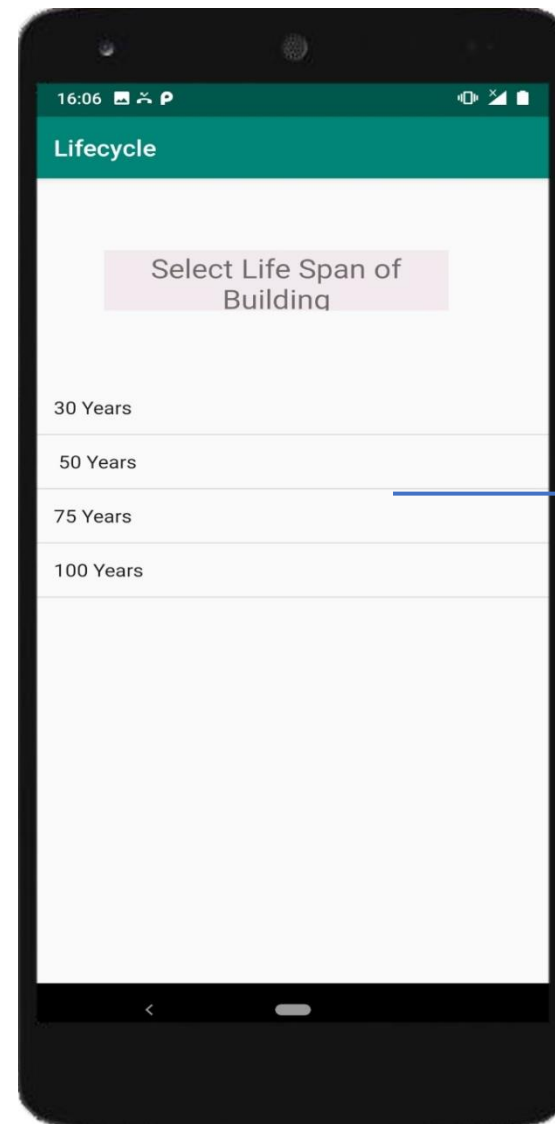 16:06
Lifecycle
Select Life Span of
Building
30 Years
50 Years
75 Years
100 Years